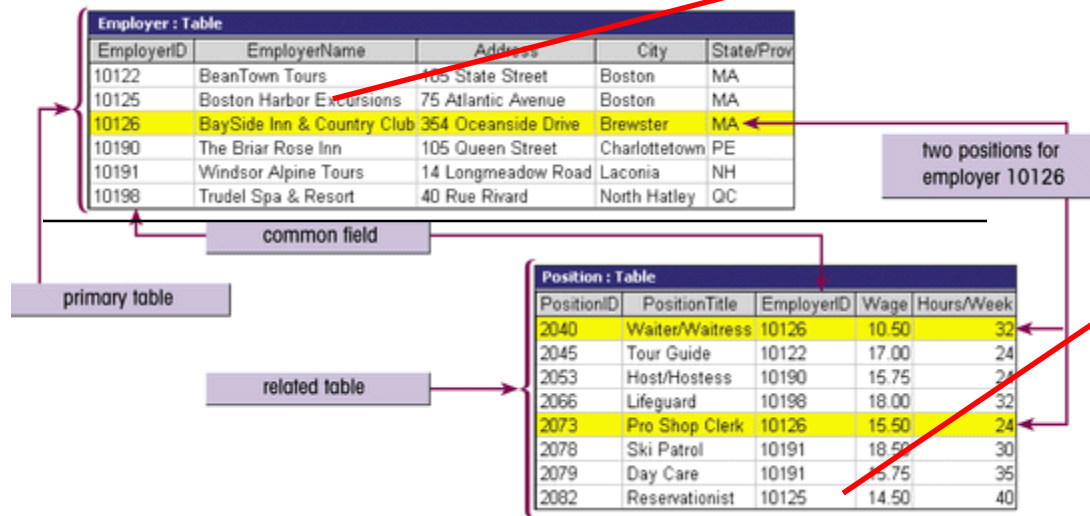 Employer : Table
EmployerID EmployerName Address City State/Prov
10122 BeanTown Tours 105 State Street Boston MA
10125 Boston Harbor Excursions 75 Atlantic Avenue Boston MA
10126 BaySide Inn & Country Club 354 Oceanside Drive Brewster MA
10190 The Briar Rose Inn 105 Queen Street Charlottetown PE
10191 Windsor Alpine Tours 14 Longmeadow Road Laconia NH
10198 Trudel Spa & Resort 40 Rue Rivard North Hatley QC
two positions for
employer 10126
common field
primary table
related table
Position : Table
PositionID PositionTitle EmployerID Wage Hours/Week
2040 Waiter/Waitress 10126 10.50 32
2045 Tour Guide 10122 17.00 24
2053 Host/Hostess 10190 15.75 24
2066 Lifeguard 10198 18.00 32
2073 Pro Shop Clerk 10126 15.50 24
2078 Ski Patrol 10191 18.50 30
2079 Day Care 10191 15.75 35
2082 Reservationist 10125 14.50 40